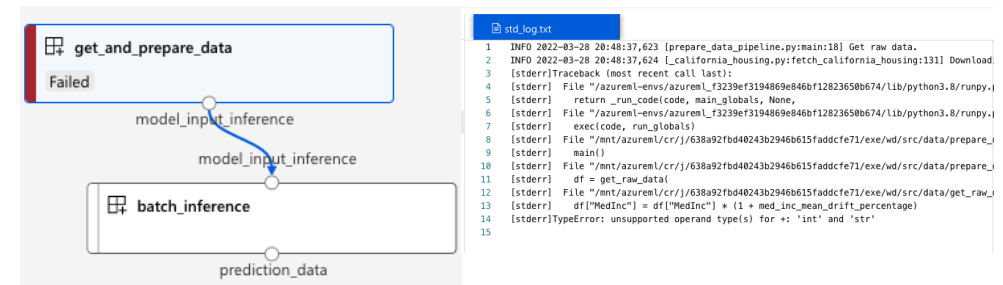 get_and_prepare_data
Failed
model_input_inference
model_input_inference
batch_inference
prediction_data
std_log.txt
1 INFO 2022-03-28 20:48:37,623 [prepare_data_pipeline.py:main:18] Get raw data.
2 INFO 2022-03-28 20:48:37,624 [_california_housing.py:fetch_california_housing:131] Downloadi
3 [stderr]Traceback (most recent call last):
4 [stderr] File "/azureml-envs/azureml_f3239ef3194869e846bf12823650b674/lib/python3.8/runpy.p
5 [stderr] return _run_code(code, main_globals, None,
6 [stderr] File "/azureml-envs/azureml_f3239ef3194869e846bf12823650b674/lib/python3.8/runpy.p
7 [stderr] exec(code, run_globals)
8 [stderr] File "/mnt/azureml/cr/j/638a92fbd40243b2946b615faddcfe71/exe/wd/src/data/prepare_d
9 [stderr] main()
10 [stderr] File "/mnt/azureml/cr/j/638a92fbd40243b2946b615faddcfe71/exe/wd/src/data/prepare_d
11 [stderr] df = get_raw_data(
12 [stderr] File "/mnt/azureml/cr/j/638a92fbd40243b2946b615faddcfe71/exe/wd/src/data/get_raw_d
13 [stderr] df["MedInc"] = df["MedInc"] * (1 + med_inc_mean_drift_percentage)
14 [stderr]TypeError: unsupported operand type(s) for +: 'int' and 'str'
15